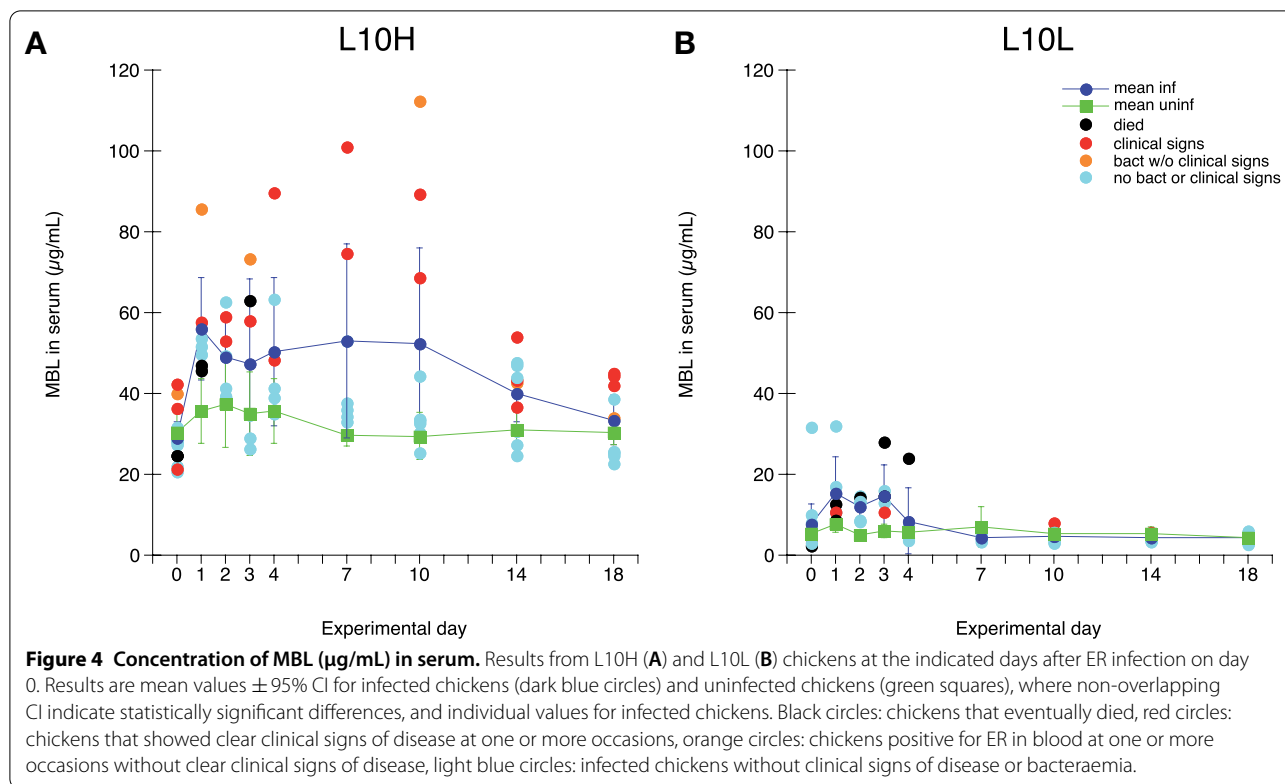 A
L10H
B
L10L
120
100
80
60
40
20
0
MBL in serum (µg/mL)
0 1 2 3 4 7 10 14 18
Experimental day
120
100
80
60
40
20
0
MBL in serum (µg/mL)
0 1 2 3 4 7 10 14 18
Experimental day
mean inf
mean uninf
died
clinical signs
bact w/o clinical signs
no bact or clinical signs
Figure 4 Concentration of MBL (µg/mL) in serum. Results from L10H (A) and L10L (B) chickens at the indicated days after ER infection on day
0. Results are mean values ± 95% CI for infected chickens (dark blue circles) and uninfected chickens (green squares), where non-overlapping
CI indicate statistically significant differences, and individual values for infected chickens. Black circles: chickens that eventually died, red circles:
chickens that showed clear clinical signs of disease at one or more occasions, orange circles: chickens positive for ER in blood at one or more
occasions without clear clinical signs of disease, light blue circles: infected chickens without clinical signs of disease or bacteraemia.